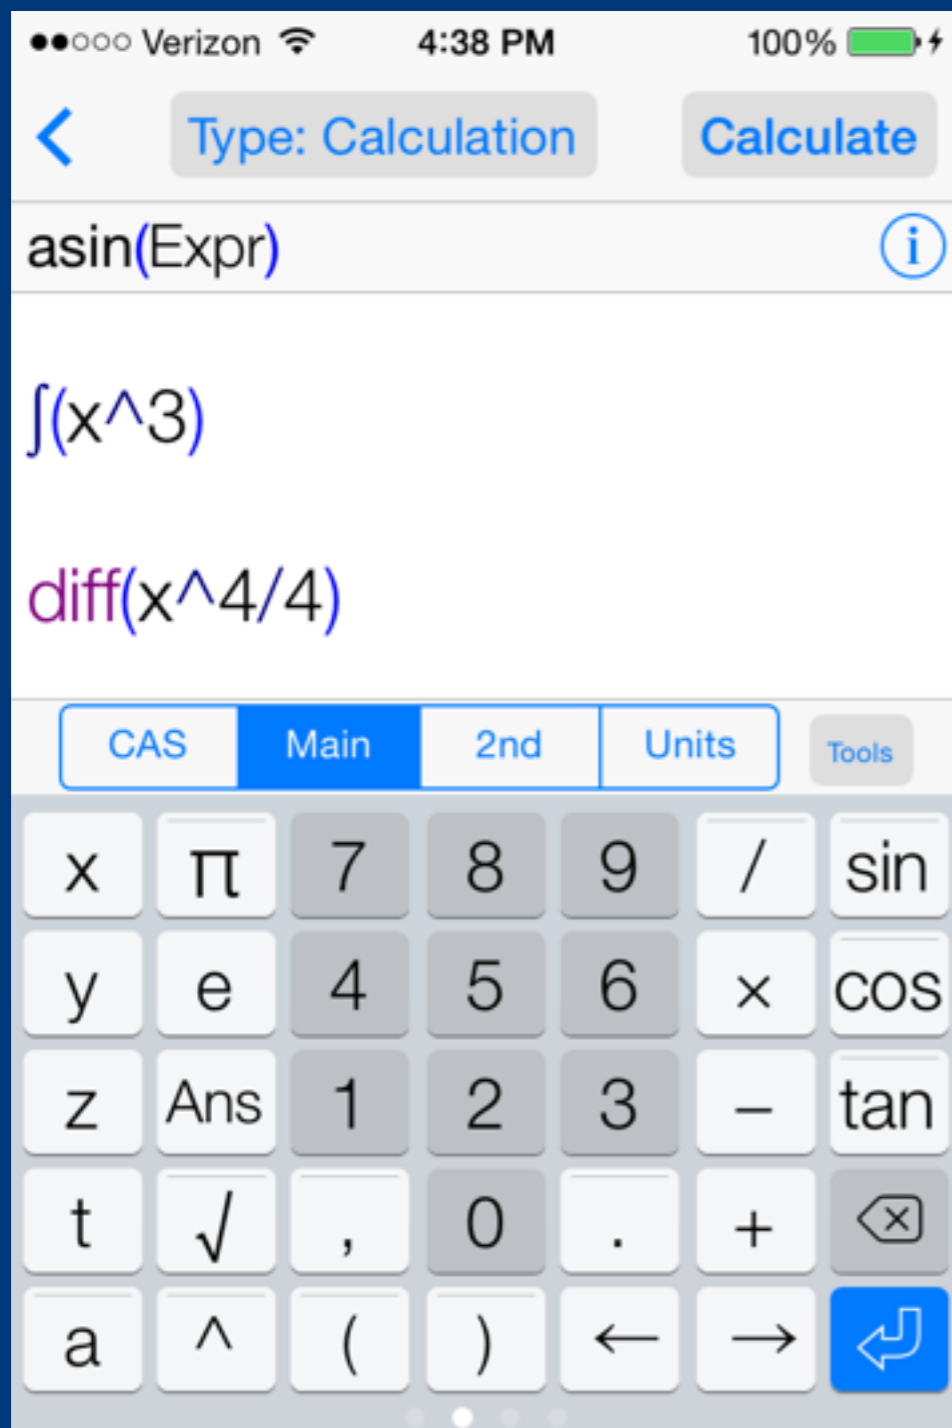 Verizon 4:38 PM 100%
Type: Calculation Calculate
asin(Expr) i
∫(x^3)
diff(x^4/4)
CAS Main 2nd Units Tools
x π 7 8 9 / sin
y e 4 5 6 × cos
z Ans 1 2 3 − tan
t √ , 0 . +
a ^ ( ) ← →